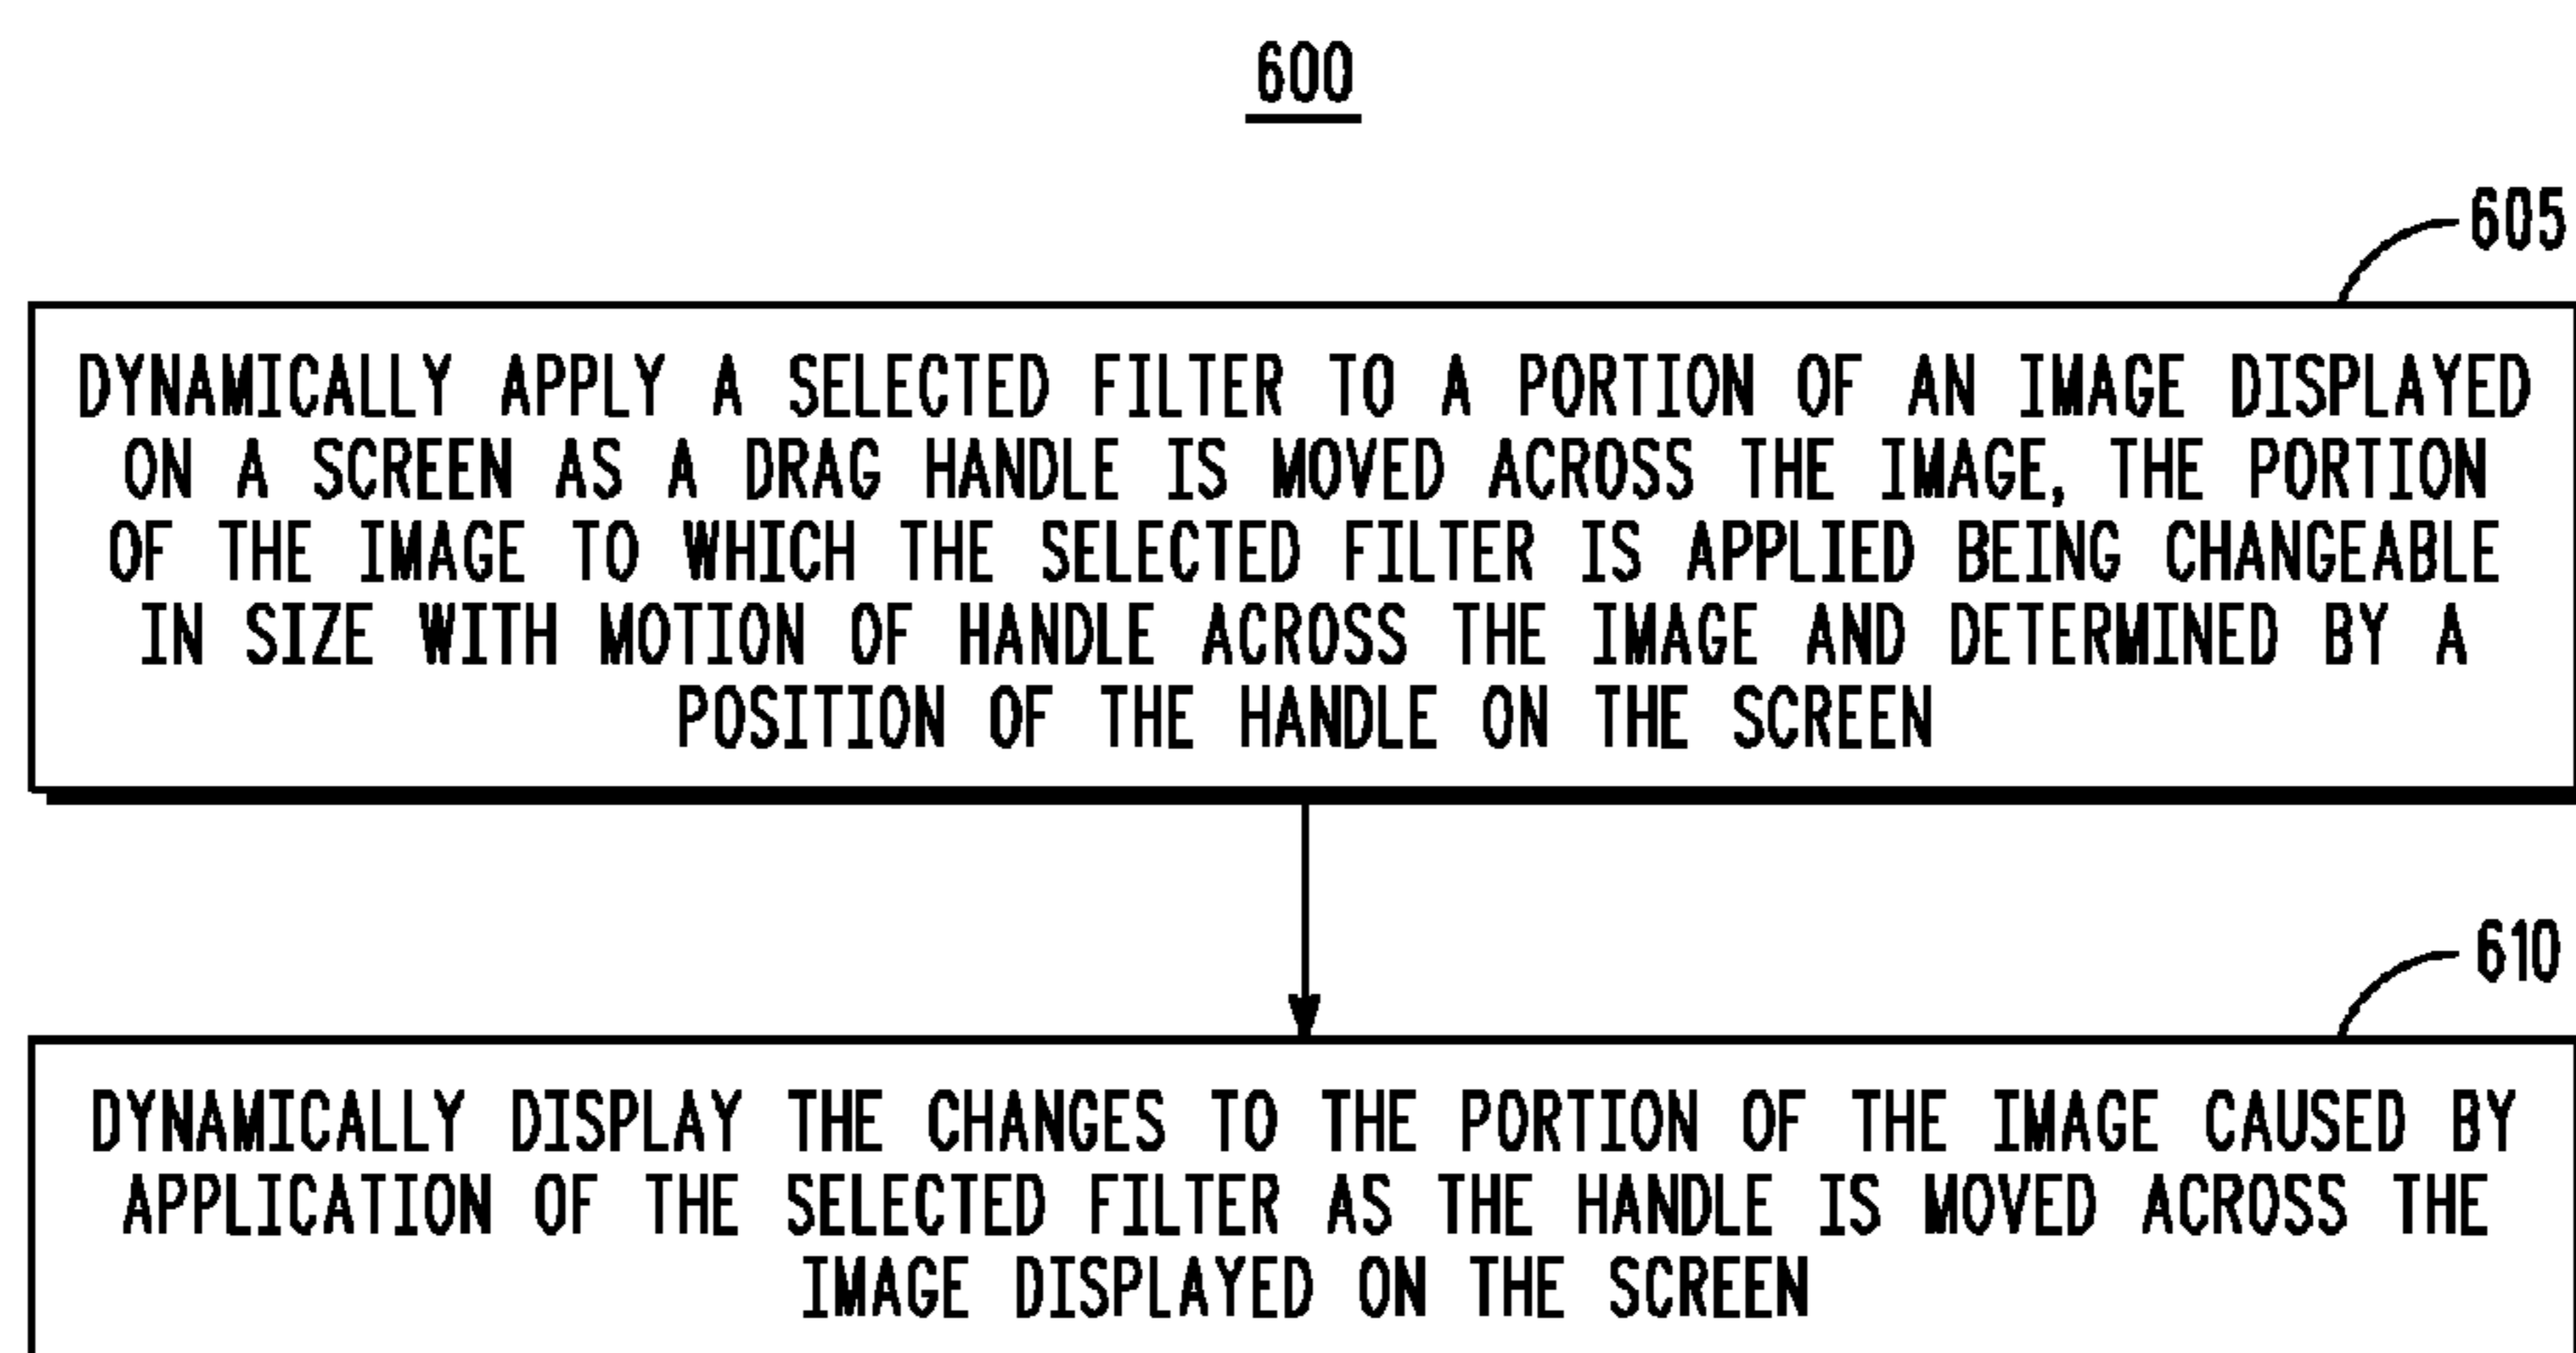 600
605
DYNAMICALLY APPLY A SELECTED FILTER TO A PORTION OF AN IMAGE DISPLAYED
ON A SCREEN AS A DRAG HANDLE IS MOVED ACROSS THE IMAGE, THE PORTION
OF THE IMAGE TO WHICH THE SELECTED FILTER IS APPLIED BEING CHANGEABLE
IN SIZE WITH MOTION OF HANDLE ACROSS THE IMAGE AND DETERMINED BY A
POSITION OF THE HANDLE ON THE SCREEN
610
DYNAMICALLY DISPLAY THE CHANGES TO THE PORTION OF THE IMAGE CAUSED BY
APPLICATION OF THE SELECTED FILTER AS THE HANDLE IS MOVED ACROSS THE
IMAGE DISPLAYED ON THE SCREEN